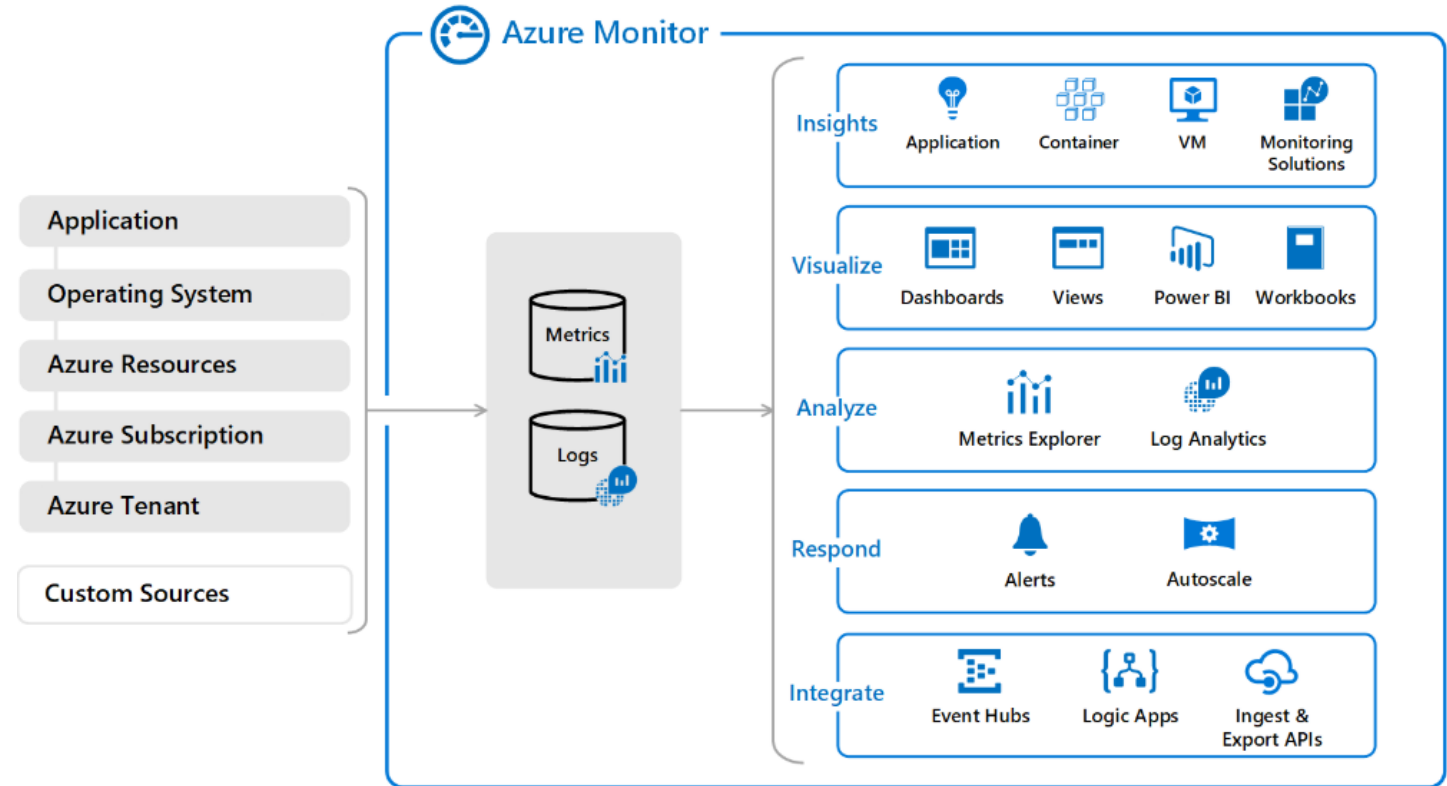 Azure Monitor
Application
Operating System
Azure Resources
Azure Subscription
Azure Tenant
Custom Sources
Metrics
Logs
Insights
Application
Container
VM
Monitoring
Solutions
Visualize
Dashboards
Views
Power BI
Workbooks
Analyze
Metrics Explorer
Log Analytics
Respond
Alerts
Autoscale
Integrate
Event Hubs
Logic Apps
Ingest &
Export APIs